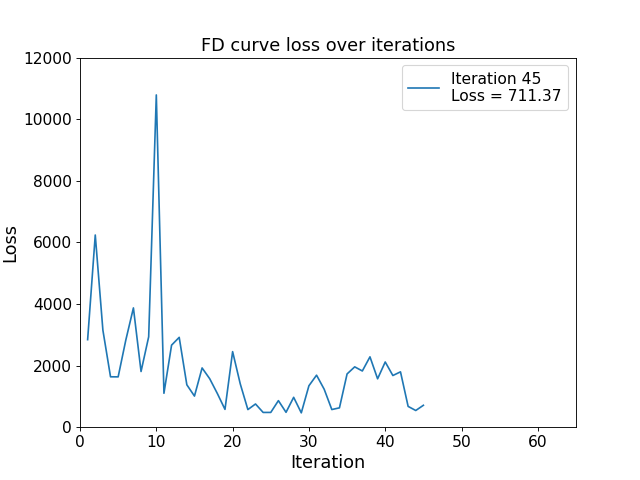 FD curve loss over iterations
12000
10000
8000
6000
4000
2000
0
Loss
Iteration 45
Loss = 711.37
0 10 20 30 40 50 60
Iteration